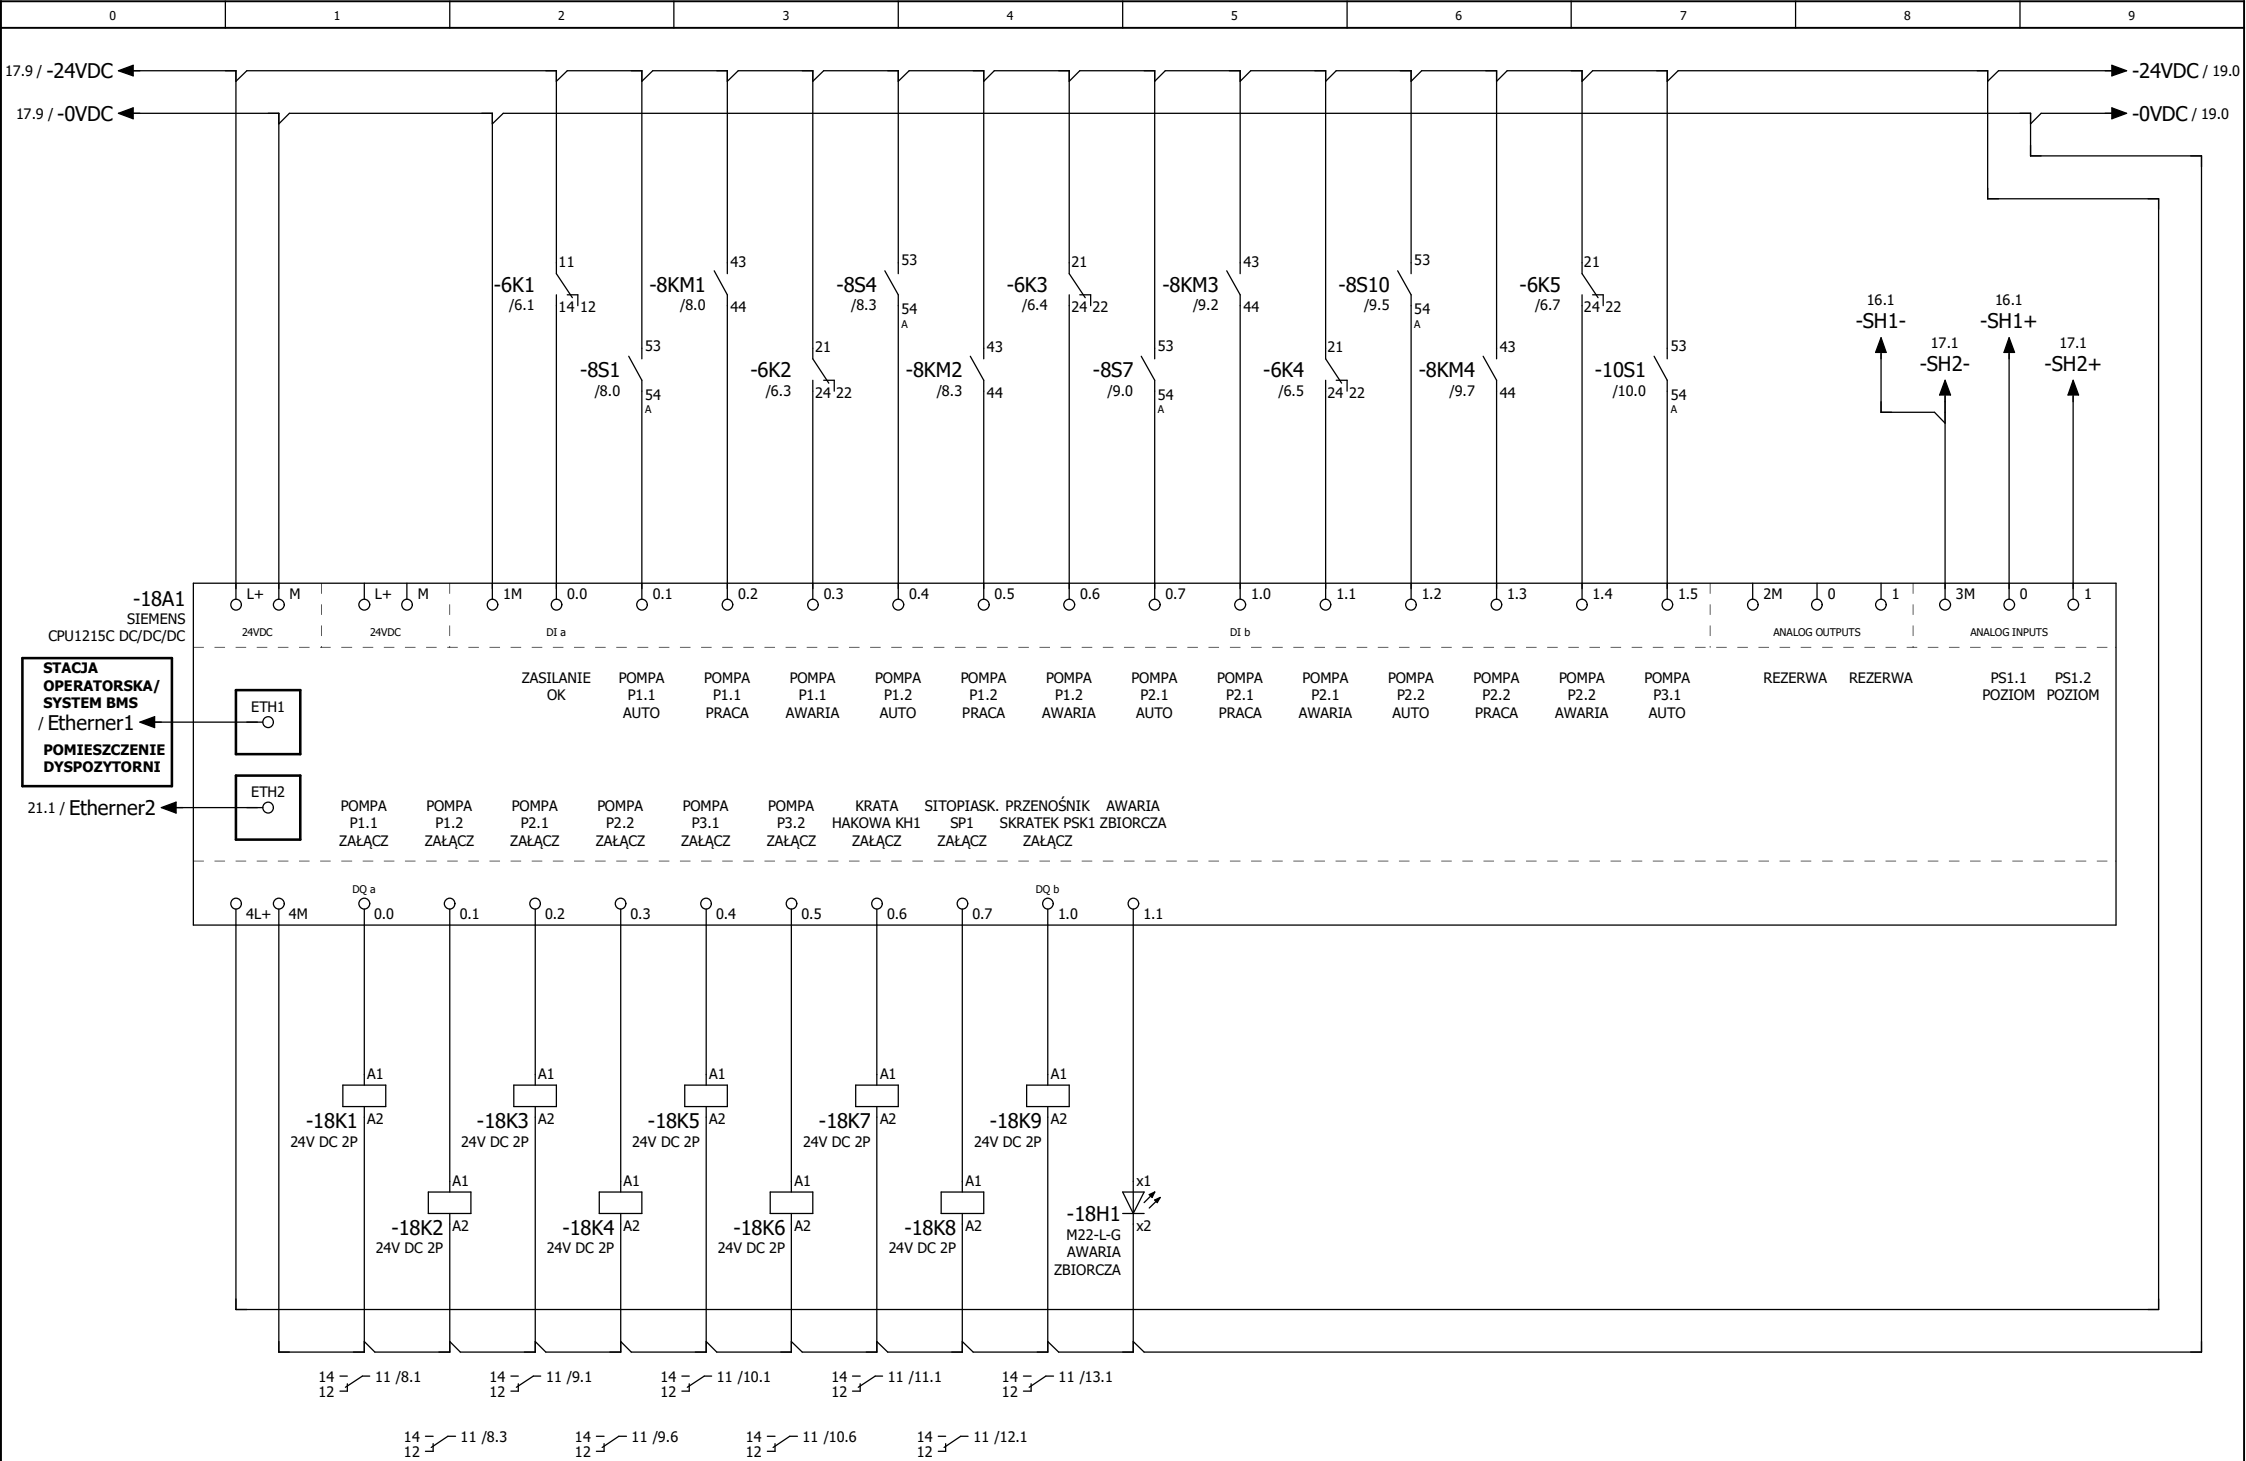 0 1 2 3 4 5 6 7 8 9
17.9 / -24VDC
-24VDC / 19.0
17.9 / -0VDC
-0VDC / 19.0
-6K1
/6.1
11
14 12
-8S1
/8.0
53
54
A
-8KM1
/8.0
43
44
-6K2
/6.3
21
24 22
-8S4
/8.3
53
54
A
-8KM2
/8.3
43
44
-6K3
/6.4
21
24 22
-8S7
/9.0
53
54
A
-8KM3
/9.2
43
44
-6K4
/6.5
21
24 22
-8S10
/9.5
53
54
A
-8KM4
/9.7
43
44
-6K5
/6.7
21
24 22
-10S1
/10.0
53
54
A
16.1
-SH1-
17.1
-SH2-
16.1
-SH1+
17.1
-SH2+
-18A1
SIEMENS
CPU1215C DC/DC/DC
L+ M L+ M 1M 0.0 0.1 0.2 0.3 0.4 0.5 0.6 0.7 1.0 1.1 1.2 1.3 1.4 1.5 2M 0 1 3M 0 1
24VDC 24VDC DI a DI b ANALOG OUTPUTS ANALOG INPUTS
STACJA
OPERATORSKA/
SYSTEM BMS
/ Etherner1
POMIESZCZENIE
DYSPOZYTORNI
ETH1
21.1 / Etherner2
ETH2
ZASILANIE
OK
POMPA
P1.1
AUTO
POMPA
P1.1
PRACA
POMPA
P1.1
AWARIA
POMPA
P1.2
AUTO
POMPA
P1.2
PRACA
POMPA
P1.2
AWARIA
POMPA
P2.1
AUTO
POMPA
P2.1
PRACA
POMPA
P2.1
AWARIA
POMPA
P2.2
AUTO
POMPA
P2.2
PRACA
POMPA
P2.2
AWARIA
POMPA
P3.1
AUTO
REZERWA
REZERWA
PS1.1
POZIOM
PS1.2
POZIOM
POMPA
P1.1
ZAŁĄCZ
POMPA
P1.2
ZAŁĄCZ
POMPA
P2.1
ZAŁĄCZ
POMPA
P2.2
ZAŁĄCZ
POMPA
P3.1
ZAŁĄCZ
POMPA
P3.2
ZAŁĄCZ
KRATA
HAKOWA KH1
ZAŁĄCZ
SITOPIASK.
SP1
ZAŁĄCZ
PRZENOŚNIK
SKRATEK PSK1
ZAŁĄCZ
AWARIA
ZBIORCZA
DQ a DQ b
4L+ 4M 0.0 0.1 0.2 0.3 0.4 0.5 0.6 0.7 1.0 1.1
A1
-18K1 A2
24V DC 2P
A1
-18K3 A2
24V DC 2P
A1
-18K5 A2
24V DC 2P
A1
-18K7 A2
24V DC 2P
A1
-18K9 A2
24V DC 2P
A1
-18K2 A2
24V DC 2P
A1
-18K4 A2
24V DC 2P
A1
-18K6 A2
24V DC 2P
A1
-18K8 A2
24V DC 2P
x1
-18H1 x2
M22-L-G
AWARIA
ZBIORCZA
14 11 /8.1
12
14 11 /9.1
12
14 11 /10.1
12
14 11 /11.1
12
14 11 /13.1
12
14 11 /8.3
12
14 11 /9.6
12
14 11 /10.6
12
14 11 /12.1
12